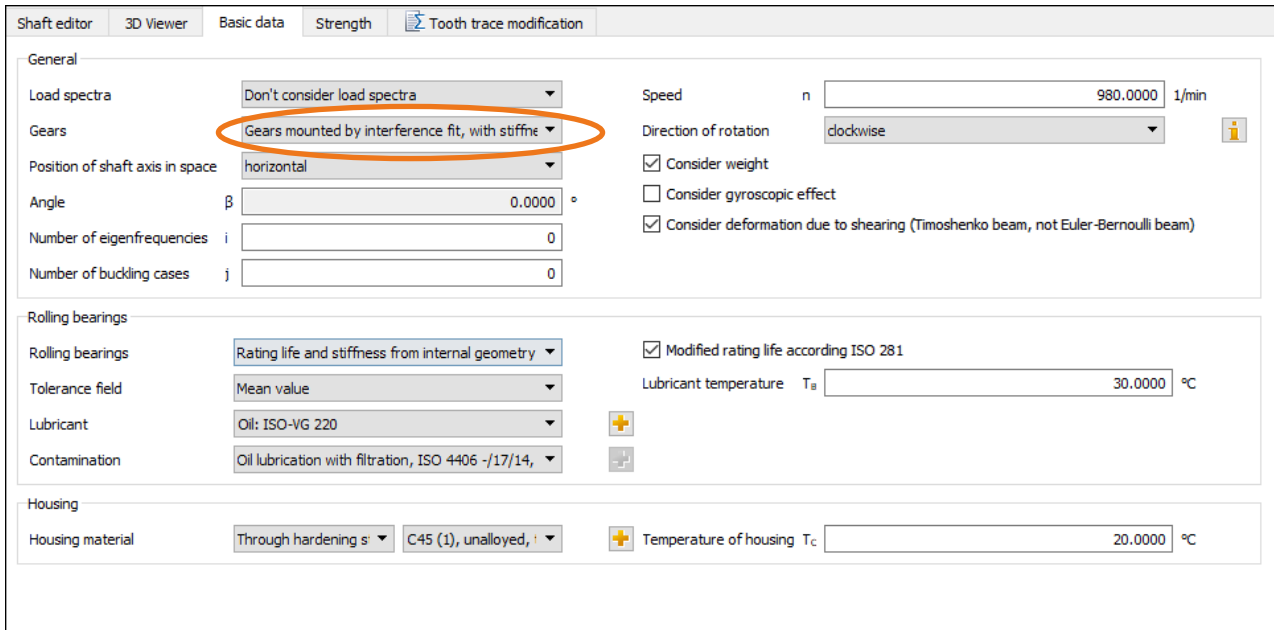 Shaft editor 3D Viewer Basic data Strength Tooth trace modification
General
Load spectra Don't consider load spectra Speed n 980.0000 1/min
Gears Gears mounted by interference fit, with stiffne Direction of rotation clockwise
Position of shaft axis in space horizontal Consider weight
Angle β 0.0000 ° Consider gyroscopic effect
Number of eigenfrequencies i 0 Consider deformation due to shearing (Timoshenko beam, not Euler-Bernoulli beam)
Number of buckling cases j 0
Rolling bearings
Rolling bearings Rating life and stiffness from internal geometry Modified rating life according ISO 281
Tolerance field Mean value Lubricant temperature TB 30.0000 °C
Lubricant Oil: ISO-VG 220
Contamination Oil lubrication with filtration, ISO 4406 -/17/14,
Housing
Housing material Through hardening s C45 (1), unalloyed, Temperature of housing TC 20.0000 °C